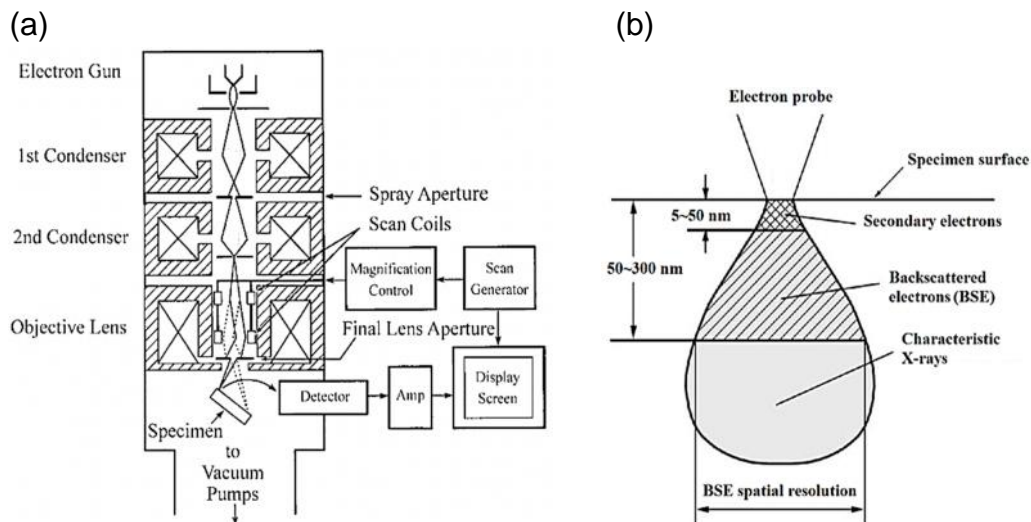 (a)
Electron Gun
1st Condenser
Spray Aperture
Scan Coils
2nd Condenser
Magnification
Control
Scan
Generator
Objective Lens
Final Lens Aperture
Detector
Amp
Display
Screen
Specimen
to
Vacuum
Pumps
(b)
Electron probe
Specimen surface
5~50 nm
Secondary electrons
50~300 nm
Backscattered
electrons (BSE)
Characteristic
X-rays
BSE spatial resolution